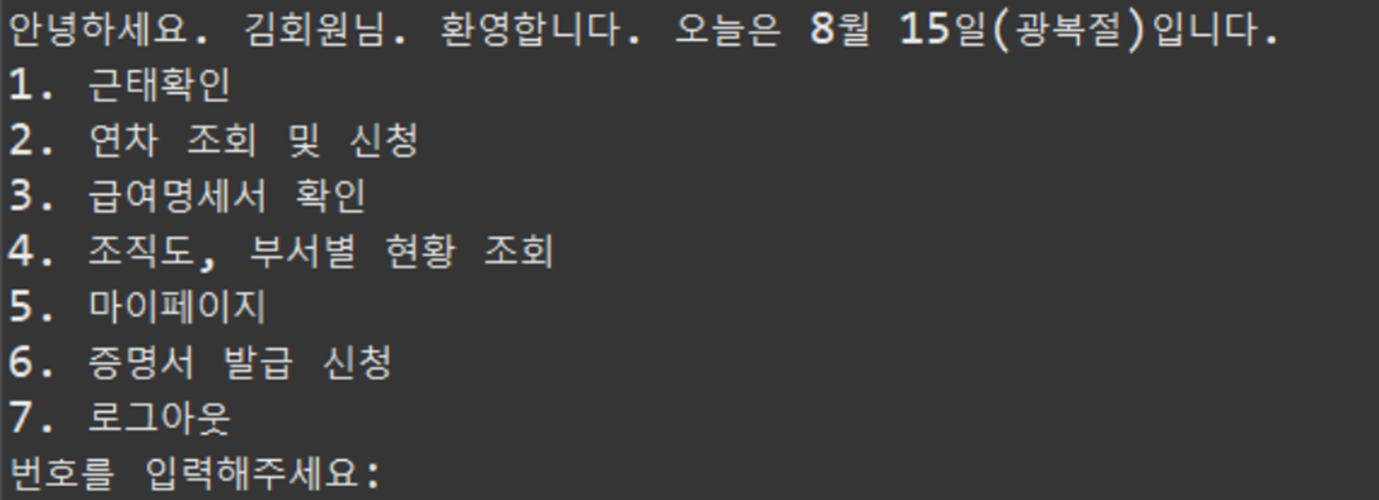 안녕하세요. 김회원님. 환영합니다. 오늘은 8월 15일(광복절)입니다.
1. 근태확인
2. 연차 조회 및 신청
3. 급여명세서 확인
4. 조직도, 부서별 현황 조회
5. 마이페이지
6. 증명서 발급 신청
7. 로그아웃
번호를 입력해주세요: